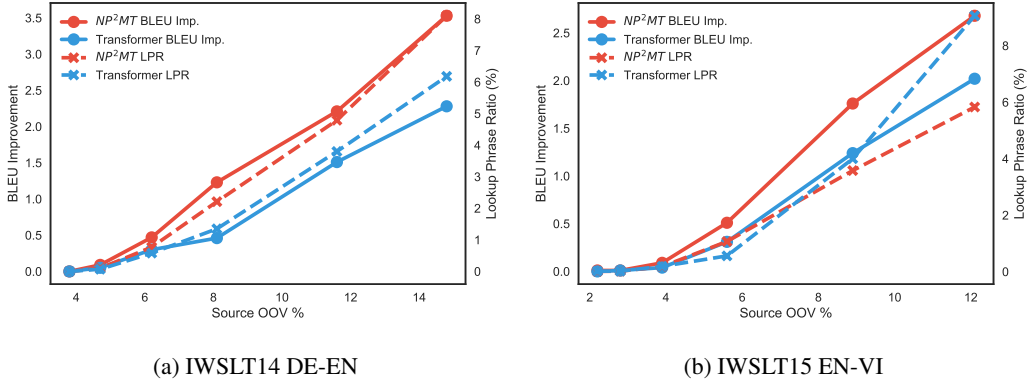 NP²MT BLEU Imp.
Transformer BLEU Imp.
NP²MT LPR
Transformer LPR
BLEU Improvement
3.5
3.0
2.5
2.0
1.5
1.0
0.5
0.0
8
7
6
5
4
3
2
1
0
Lookup Phrase Ratio (%)
4 6 8 10 12 14
Source OOV %
(a) IWSLT14 DE-EN
NP²MT BLEU Imp.
Transformer BLEU Imp.
NP²MT LPR
Transformer LPR
BLEU Improvement
2.5
2.0
1.5
1.0
0.5
0.0
8
6
4
2
0
Lookup Phrase Ratio (%)
2 4 6 8 10 12
Source OOV %
(b) IWSLT15 EN-VI